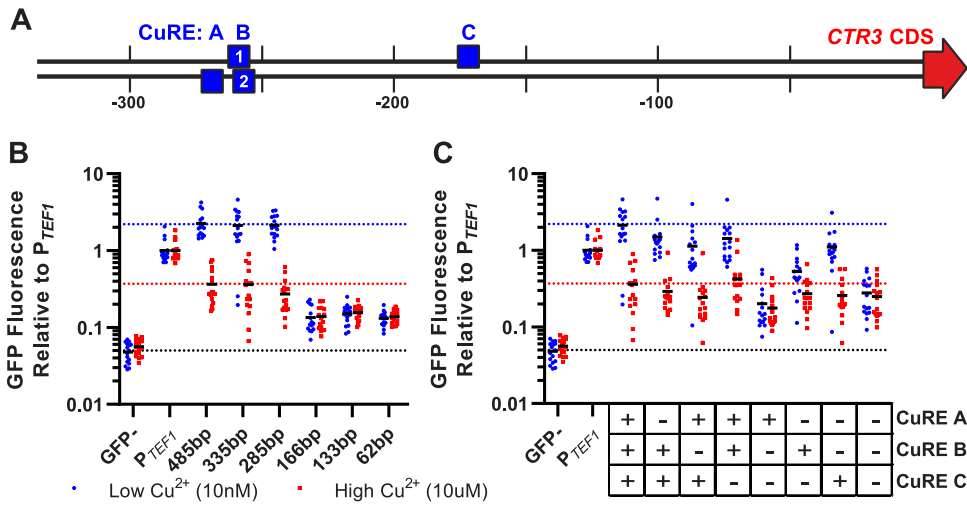 A
CuRE: A B C
CTR3 CDS
1
2
-300 -200 -100
B
GFP Fluorescence
Relative to PTEF1
10
1
0.1
0.01
GFP- PTEF1 485bp 335bp 285bp 166bp 133bp 62bp
Low Cu2+ (10nM) High Cu2+ (10uM)
C
GFP Fluorescence
Relative to PTEF1
10
1
0.1
0.01
GFP- PTEF1
+ - + + + - - - CuRE A
+ + - + - + - - CuRE B
+ + + - - - + - CuRE C